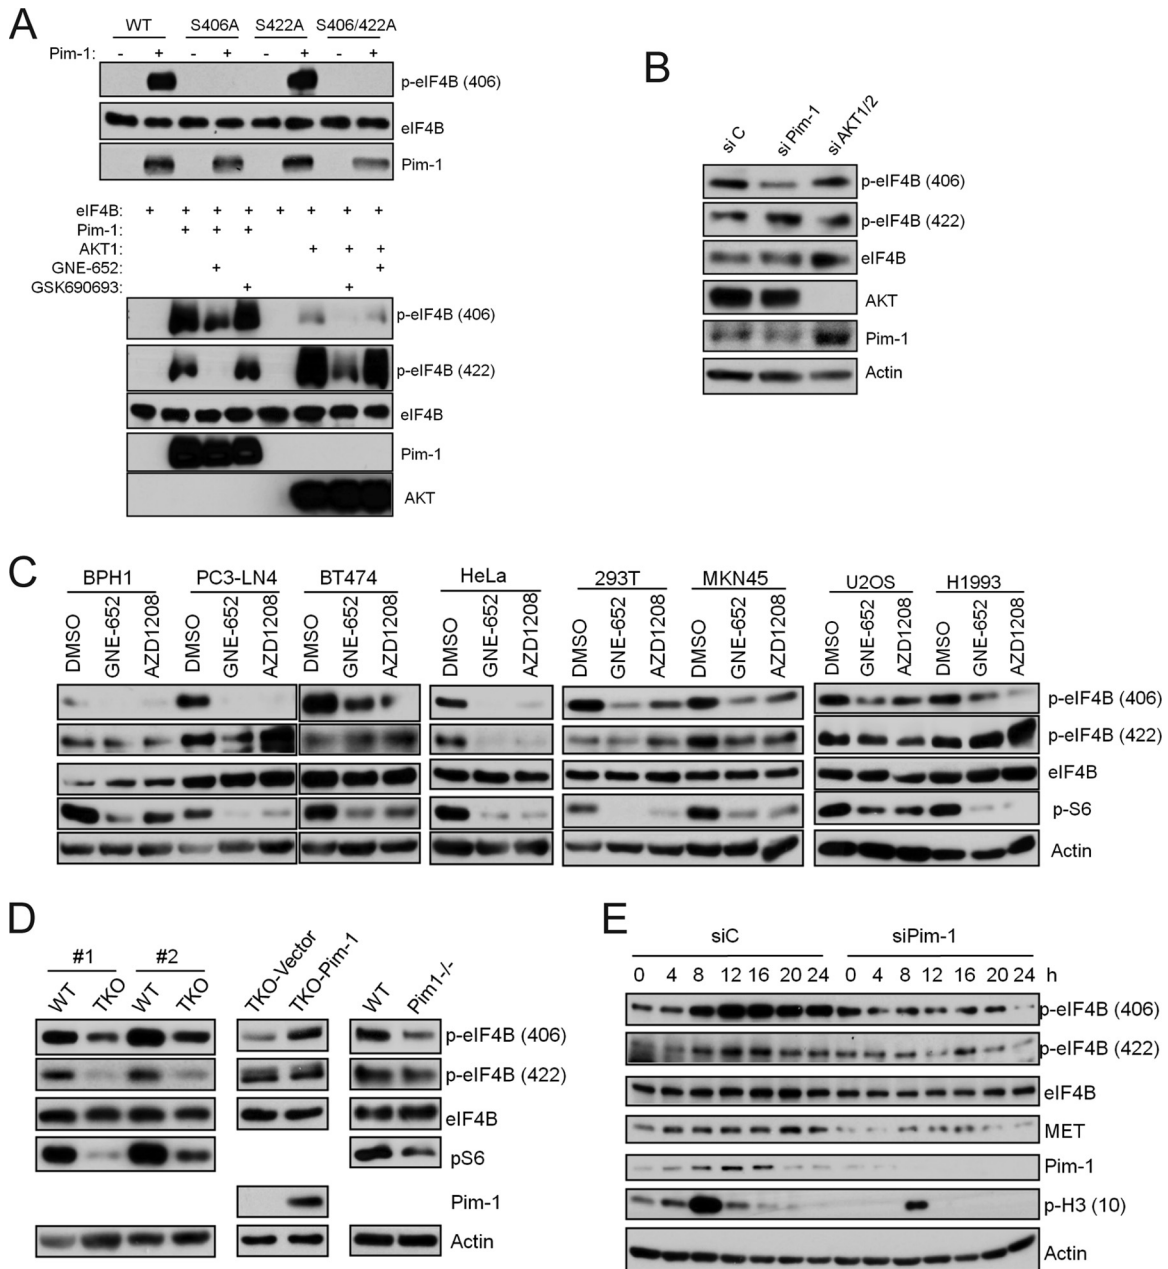 A
WT S406A S422A S406/422A
Pim-1: - + - + - + - +
p-eIF4B (406)
eIF4B
Pim-1
eIF4B: + + + + + + + +
Pim-1: + + +
AKT1: + + +
GNE-652: + +
GSK690693: + +
p-eIF4B (406)
p-eIF4B (422)
eIF4B
Pim-1
AKT
B
si C si Pim-1 si AKT1/2
p-eIF4B (406)
p-eIF4B (422)
eIF4B
AKT
Pim-1
Actin
C
BPH1 PC3-LN4 BT474 HeLa 293T MKN45 U2OS H1993
DMSO GNE-652 AZD1208 DMSO GNE-652 AZD1208 DMSO GNE-652 AZD1208 DMSO GNE-652 AZD1208 DMSO GNE-652 AZD1208 DMSO GNE-652 AZD1208 DMSO GNE-652 AZD1208 DMSO GNE-652 AZD1208
p-eIF4B (406)
p-eIF4B (422)
eIF4B
p-S6
Actin
D
#1 #2
WT TKO WT TKO TKO-Vector TKO-Pim-1 WT Pim1-/-
p-eIF4B (406)
p-eIF4B (422)
eIF4B
pS6
Pim-1
Actin
E
siC siPim-1
0 4 8 12 16 20 24 0 4 8 12 16 20 24 h
p-eIF4B (406)
p-eIF4B (422)
eIF4B
MET
Pim-1
p-H3 (10)
Actin